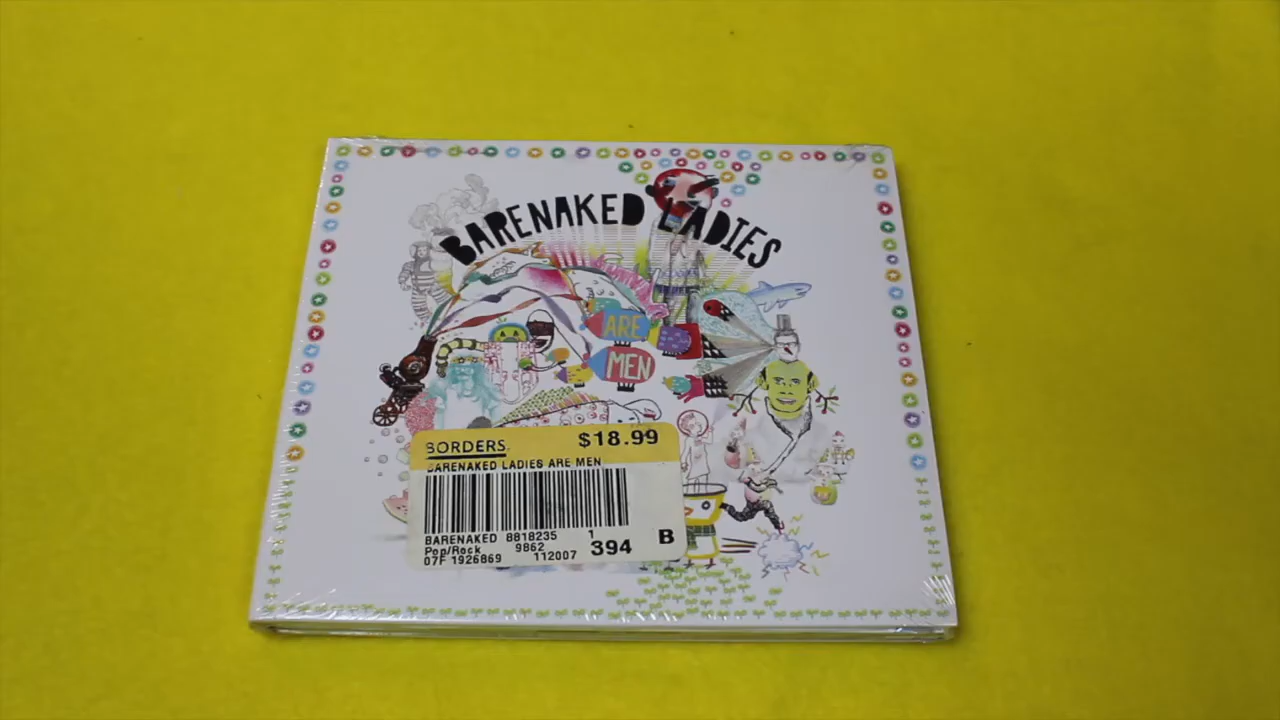 BARENAKED LADIES
ARE
MEN
BORDERS. $18.99
BARENAKED LADIES ARE MEN
BARENAKED 8818235 1
Pop/Rock 9862 394 B
07F 1926869 112007